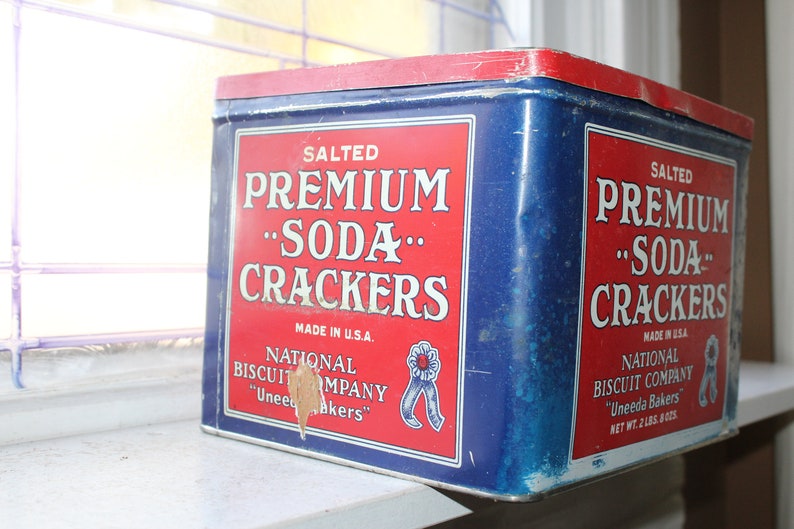 SALTED
PREMIUM
··SODA··
CRACKERS
MADE IN U.S.A.
NATIONAL
BISCUIT COMPANY
"Uneeda Bakers"
SALTED
PREMIUM
··SODA··
CRACKERS
MADE IN U.S.A.
NATIONAL
BISCUIT COMPANY
"Uneeda Bakers"
NET WT. 2 LBS. 8 OZS.